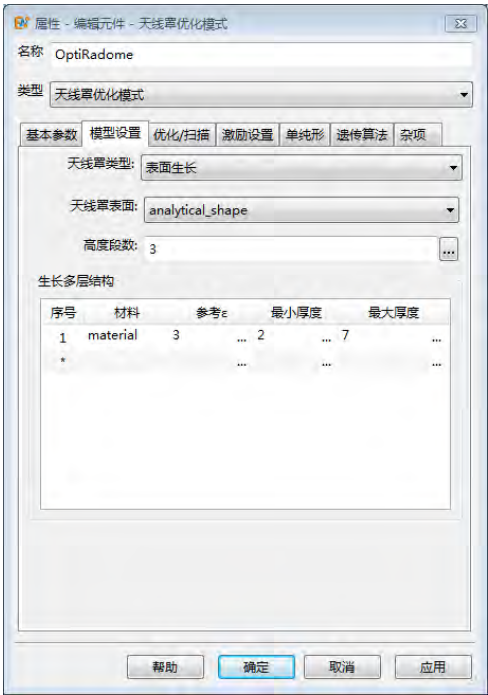 属性 - 编辑元件 - 天线罩优化模式
名称 OptiRadome
类型 天线罩优化模式
基本参数 模型设置 优化/扫描 激励设置 单纯形 遗传算法 杂项
天线罩类型: 表面生长
天线罩表面: analytical_shape
高度段数: 3 ...
生长多层结构
序号 材料 参考ε 最小厚度 最大厚度
1 material 3 ... 2 ... 7 ...
* ... ... ...
帮助 确定 取消 应用